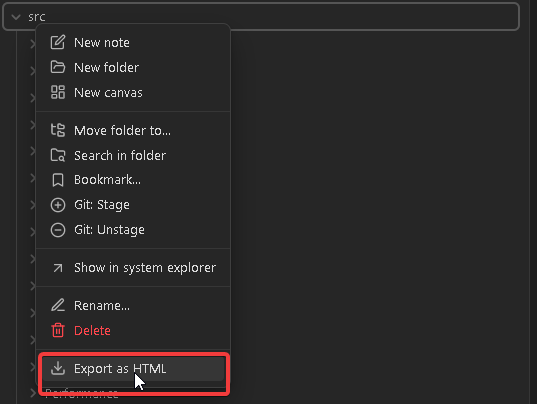 src
New note
New folder
New canvas
Move folder to...
Search in folder
Bookmark...
Git: Stage
Git: Unstage
Show in system explorer
Rename...
Delete
Export as HTML
Performance